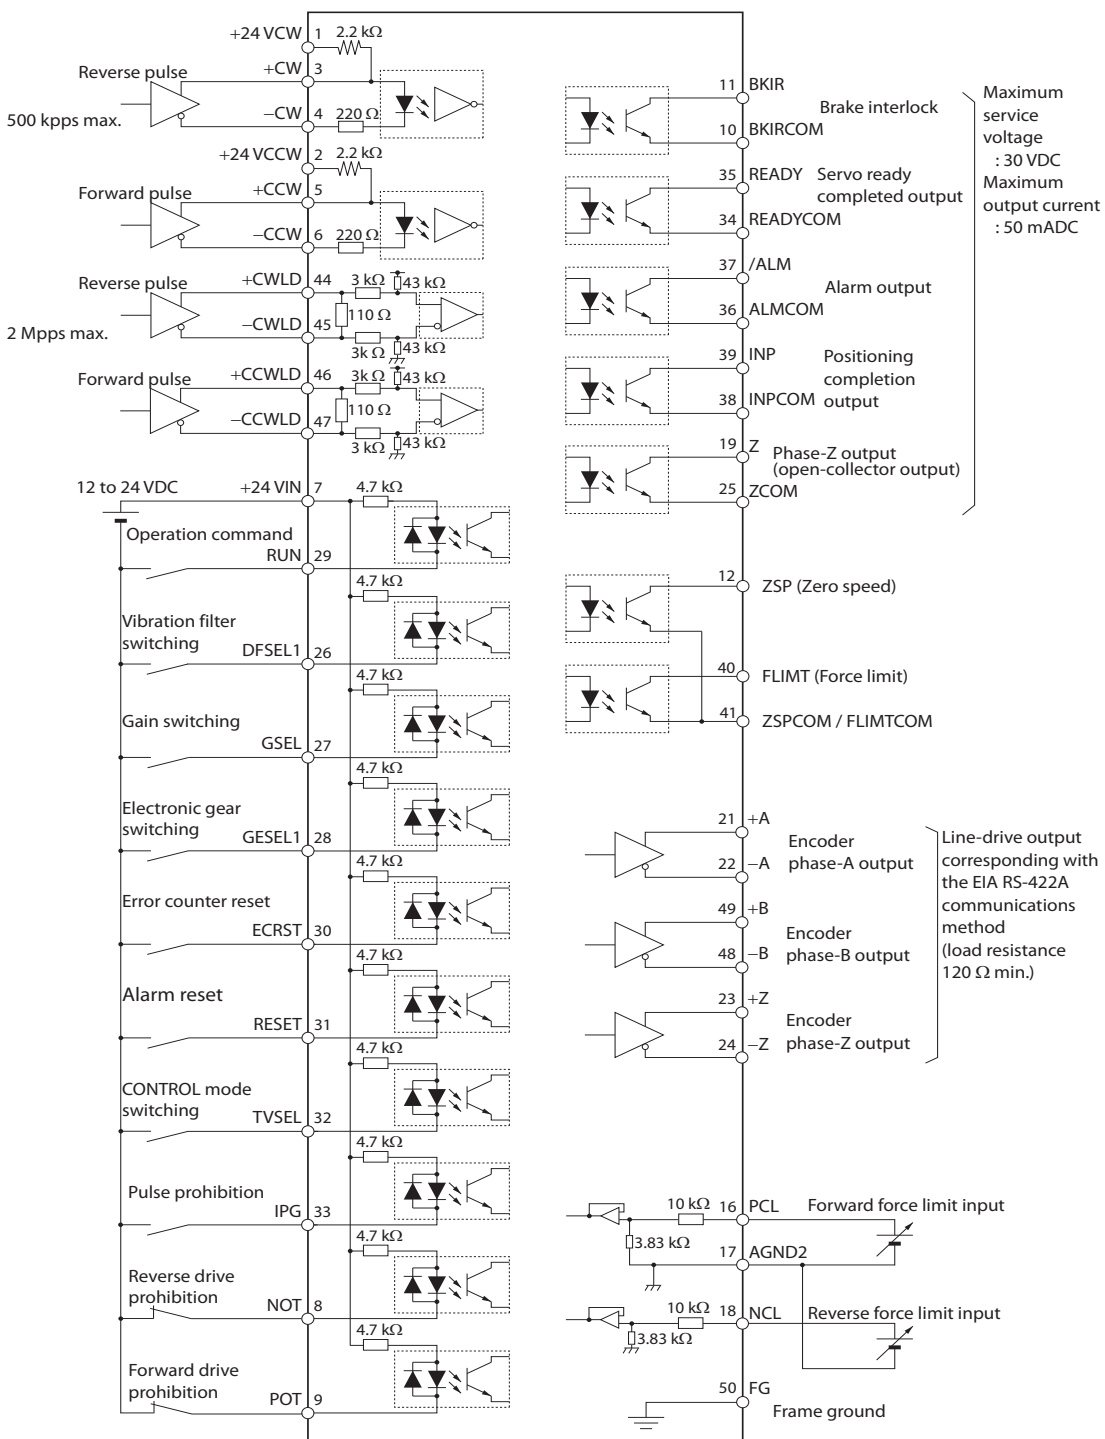 +24 VCW 1 2.2 kΩ
Reverse pulse
+CW 3
500 kpps max.
−CW 4 220 Ω
+24 VCCW 2 2.2 kΩ
Forward pulse
+CCW 5
−CCW 6 220 Ω
Reverse pulse
+CWLD 44 3 kΩ 43 kΩ
110 Ω
2 Mpps max.
−CWLD 45
3k Ω 43 kΩ
Forward pulse
+CCWLD 46 3k Ω 43 kΩ
110 Ω
−CCWLD 47
3 kΩ 43 kΩ
12 to 24 VDC
+24 VIN 7 4.7 kΩ
Operation command
RUN 29
4.7 kΩ
Vibration filter
switching
DFSEL1 26
4.7 kΩ
Gain switching
GSEL 27
4.7 kΩ
Electronic gear
switching
GESEL1 28
4.7 kΩ
Error counter reset
ECRST 30
4.7 kΩ
Alarm reset
RESET 31
4.7 kΩ
CONTROL mode
switching
TVSEL 32
4.7 kΩ
Pulse prohibition
IPG 33
4.7 kΩ
Reverse drive
prohibition
NOT 8
4.7 kΩ
Forward drive
prohibition
POT 9
11 BKIR
Brake interlock
10 BKIRCOM
35 READY
Servo ready
completed output
34 READYCOM
37 /ALM
Alarm output
36 ALMCOM
39 INP
Positioning
completion
output
38 INPCOM
19 Z
Phase-Z output
(open-collector output)
25 ZCOM
Maximum
service
voltage
: 30 VDC
Maximum
output current
: 50 mADC
12 ZSP (Zero speed)
40 FLIMT (Force limit)
41 ZSPCOM / FLIMTCOM
21 +A
Encoder
phase-A output
22 −A
49 +B
Encoder
phase-B output
48 −B
23 +Z
Encoder
phase-Z output
24 −Z
Line-drive output
corresponding with
the EIA RS-422A
communications
method
(load resistance
120 Ω min.)
10 kΩ 16 PCL Forward force limit input
3.83 kΩ
17 AGND2
10 kΩ 18 NCL Reverse force limit input
3.83 kΩ
50 FG
Frame ground